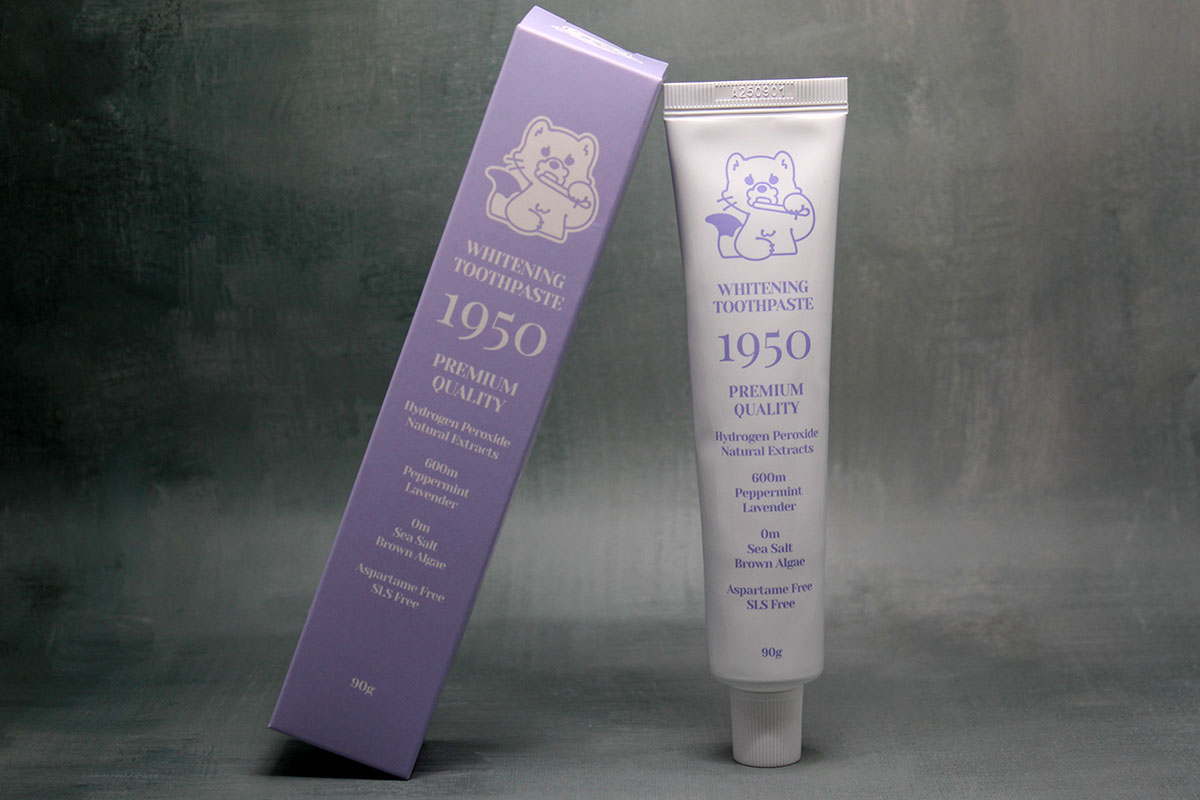 WHITENING
TOOTHPASTE
1950
PREMIUM
QUALITY
Hydrogen Peroxide
Natural Extracts
600m
Peppermint
Lavender
0m
Sea Salt
Brown Algae
Aspartame Free
SLS Free
90g
A250901
WHITENING
TOOTHPASTE
1950
PREMIUM
QUALITY
Hydrogen Peroxide
Natural Extracts
600m
Peppermint
Lavender
0m
Sea Salt
Brown Algae
Aspartame Free
SLS Free
90g